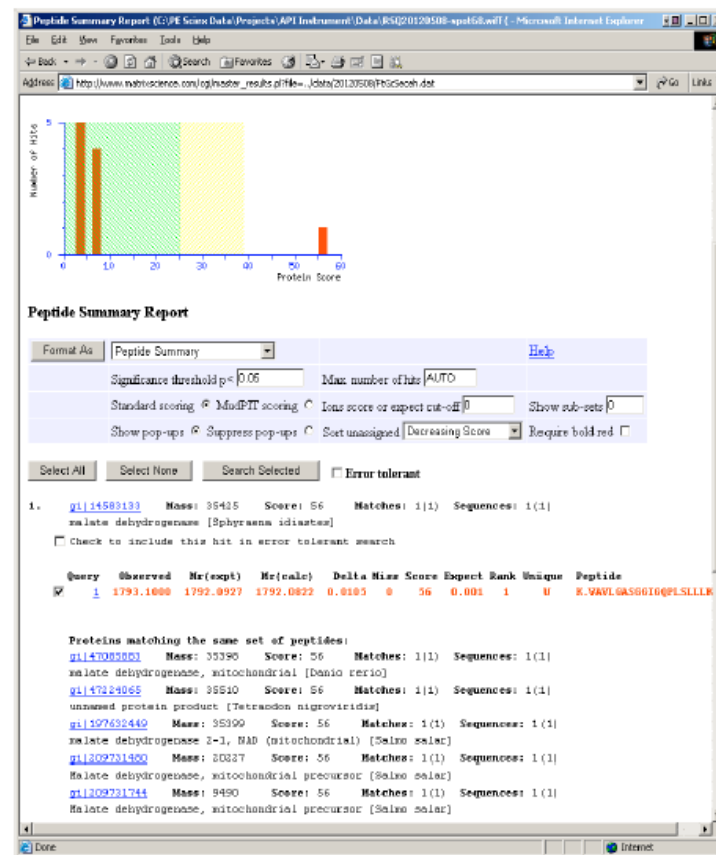 Peptide Summary Report (C:\PE Sciex Data\Projects\API Instrument\Data\RSQ20120508-spot68.wiff { - Microsoft Internet Explorer
File Edit View Favorites Tools Help
Back Search Favorites
Address http://www.matrixscience.com/cgi/master_results.pl?file=../data/20120508/ Go Links
Number of Hits
5
0
0 10 20 30 40 50 60
Protein Score
Peptide Summary Report
Format As Peptide Summary Help
Significance threshold p< 0.05 Max. number of hits AUTO
Standard scoring MudPIT scoring Ions score or expect cut-off 0 Show sub-sets 0
Show pop-ups Suppress pop-ups Sort unassigned Decreasing Score Require bold red
Select All Select None Search Selected Error tolerant
1. gi|14583133 Mass: 35425 Score: 56 Matches: 1(1) Sequences: 1(1)
malate dehydrogenase [Sphyraena idiastes]
Check to include this hit in error tolerant search
Query Observed Mr(expt) Mr(calc) Delta Miss Score Expect Rank Unique Peptide
1 1793.1000 1792.0927 1792.0822 0.0105 0 56 0.001 1 U K.VAVLGASGGIGQPLSLLLK
Proteins matching the same set of peptides:
gi|47085883 Mass: 35398 Score: 56 Matches: 1(1) Sequences: 1(1)
malate dehydrogenase, mitochondrial [Danio rerio]
gi|47224065 Mass: 35510 Score: 56 Matches: 1(1) Sequences: 1(1)
unnamed protein product [Tetraodon nigroviridis]
gi|197632449 Mass: 35399 Score: 56 Matches: 1(1) Sequences: 1(1)
malate dehydrogenase 2-1, NAD (mitochondrial) [Salmo salar]
gi|209731480 Mass: 20227 Score: 56 Matches: 1(1) Sequences: 1(1)
Malate dehydrogenase, mitochondrial precursor [Salmo salar]
gi|209731744 Mass: 9490 Score: 56 Matches: 1(1) Sequences: 1(1)
Malate dehydrogenase, mitochondrial precursor [Salmo salar]
Done Internet